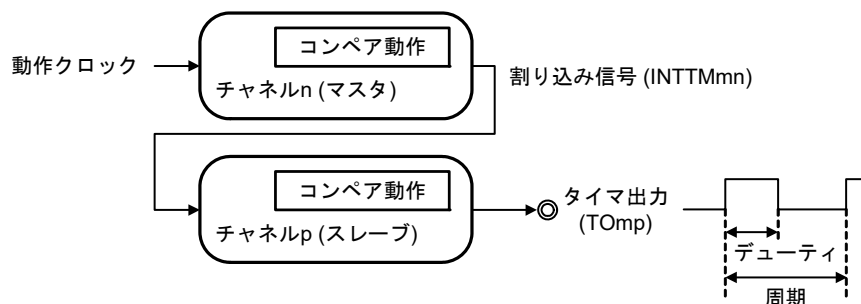 コンペア動作
動作クロック
チャネルn (マスタ)
割り込み信号 (INTTMmn)
コンペア動作
チャネルp (スレーブ)
タイマ出力
(TOmp)
デューティ
周期